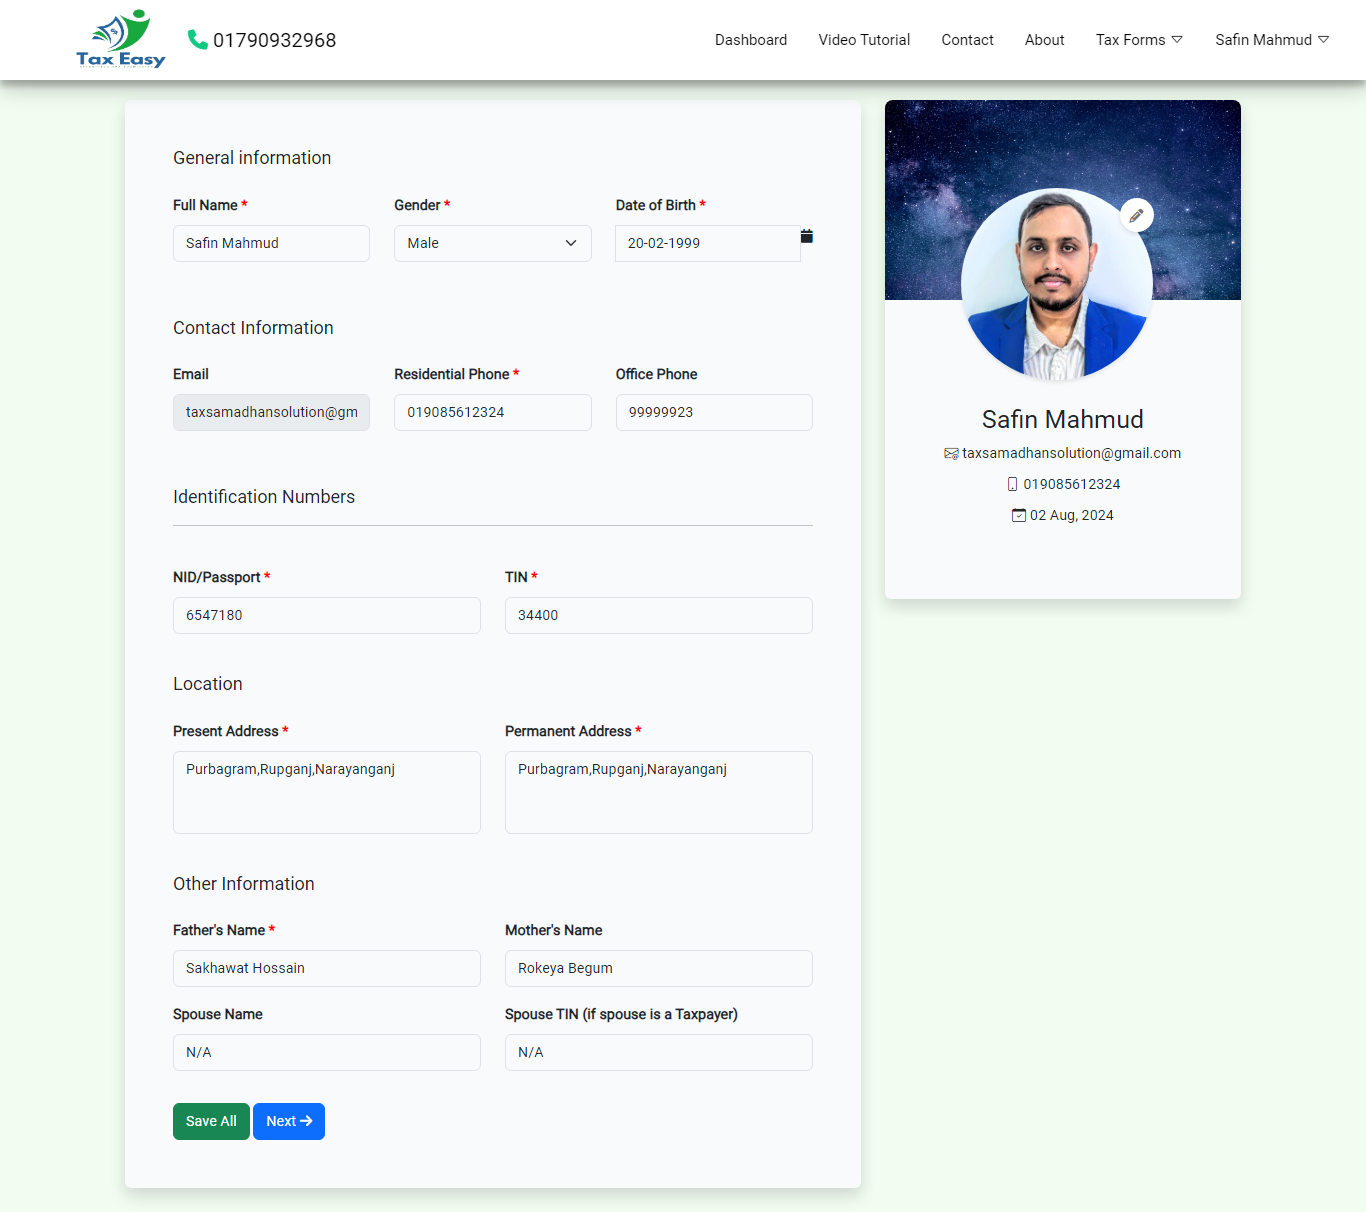 Tax Easy
01790932968
Dashboard
Video Tutorial
Contact
About
Tax Forms
Safin Mahmud
General information
Full Name *
Gender *
Date of Birth *
Safin Mahmud
Male
20-02-1999
Contact Information
Email
Residential Phone *
Office Phone
taxsamadhansolution@gm
019085612324
99999923
Identification Numbers
NID/Passport *
TIN *
6547180
34400
Location
Present Address *
Permanent Address *
Purbagram,Rupganj,Narayanganj
Purbagram,Rupganj,Narayanganj
Other Information
Father's Name *
Mother's Name
Sakhawat Hossain
Rokeya Begum
Spouse Name
Spouse TIN (if spouse is a Taxpayer)
N/A
N/A
Save All
Next
Safin Mahmud
taxsamadhansolution@gmail.com
019085612324
02 Aug, 2024